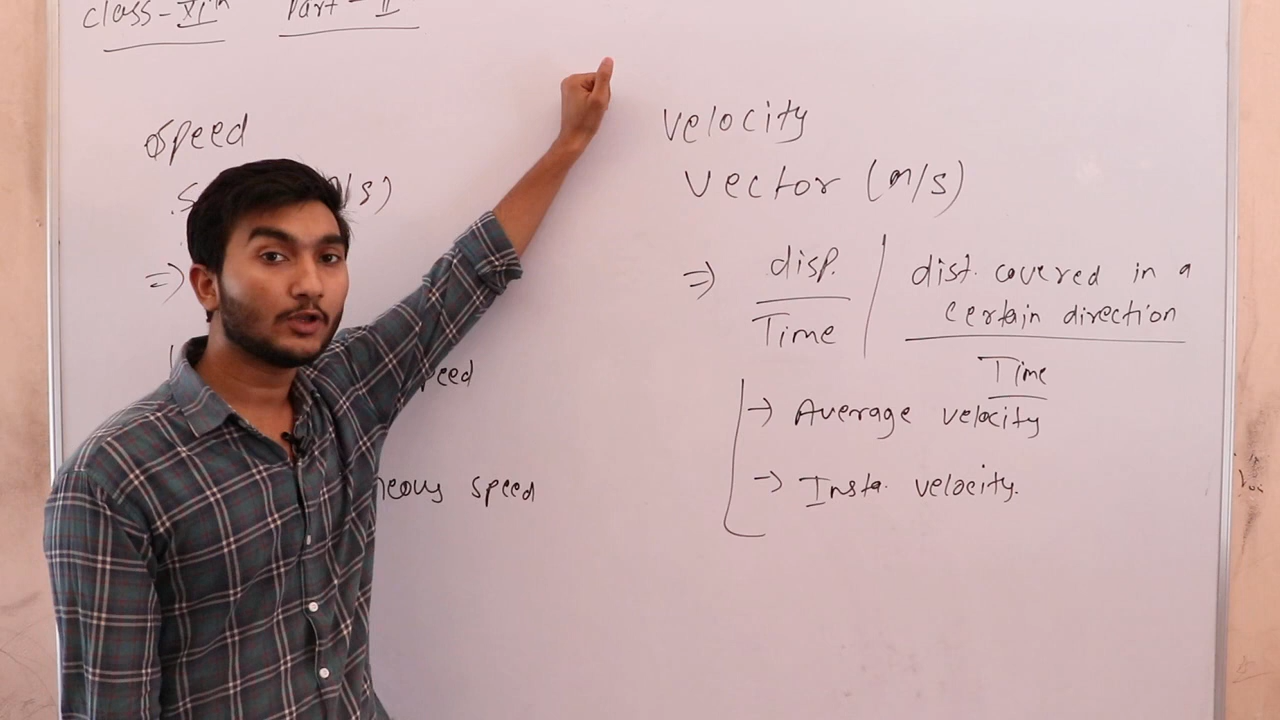 class - XIth Part - II
speed
/s)
=)
peed
neous speed
velocity
vector (m/s)
=) disp. / Time
dist. covered in a
certain direction
Time
-> Average velocity
-> Insta. velocity.